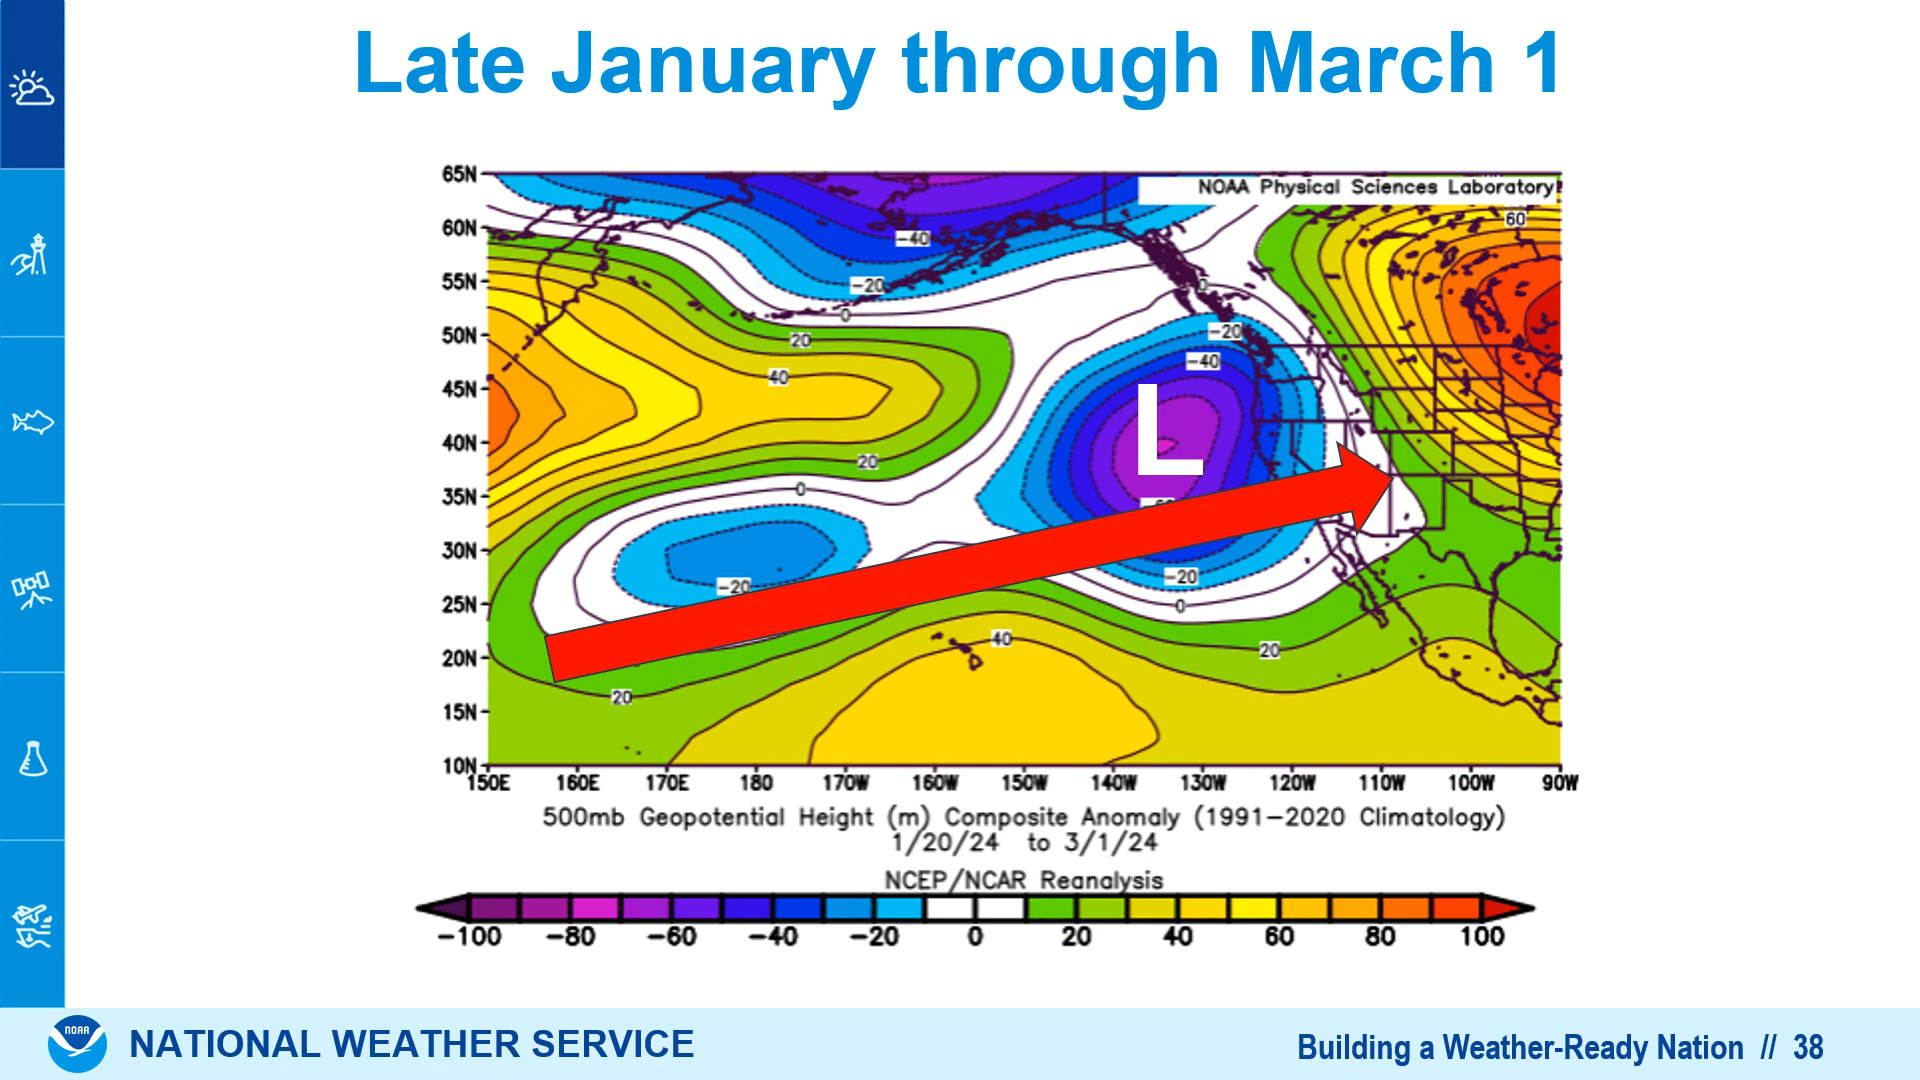 Late January through March 1
65N
60N
55N
50N
45N
40N
35N
30N
25N
20N
15N
10N
NOAA Physical Sciences Laboratory
60
-40
-20
0
0
20
-20
40
-40
L
20
0
-20
-20
0
40
20
20
150E 160E 170E 180 170W 160W 150W 140W 130W 120W 110W 100W 90W
500mb Geopotential Height (m) Composite Anomaly (1991-2020 Climatology)
1/20/24 to 3/1/24
NCEP/NCAR Reanalysis
-100 -80 -60 -40 -20 0 20 40 60 80 100
NOAA
NATIONAL WEATHER SERVICE
Building a Weather-Ready Nation // 38